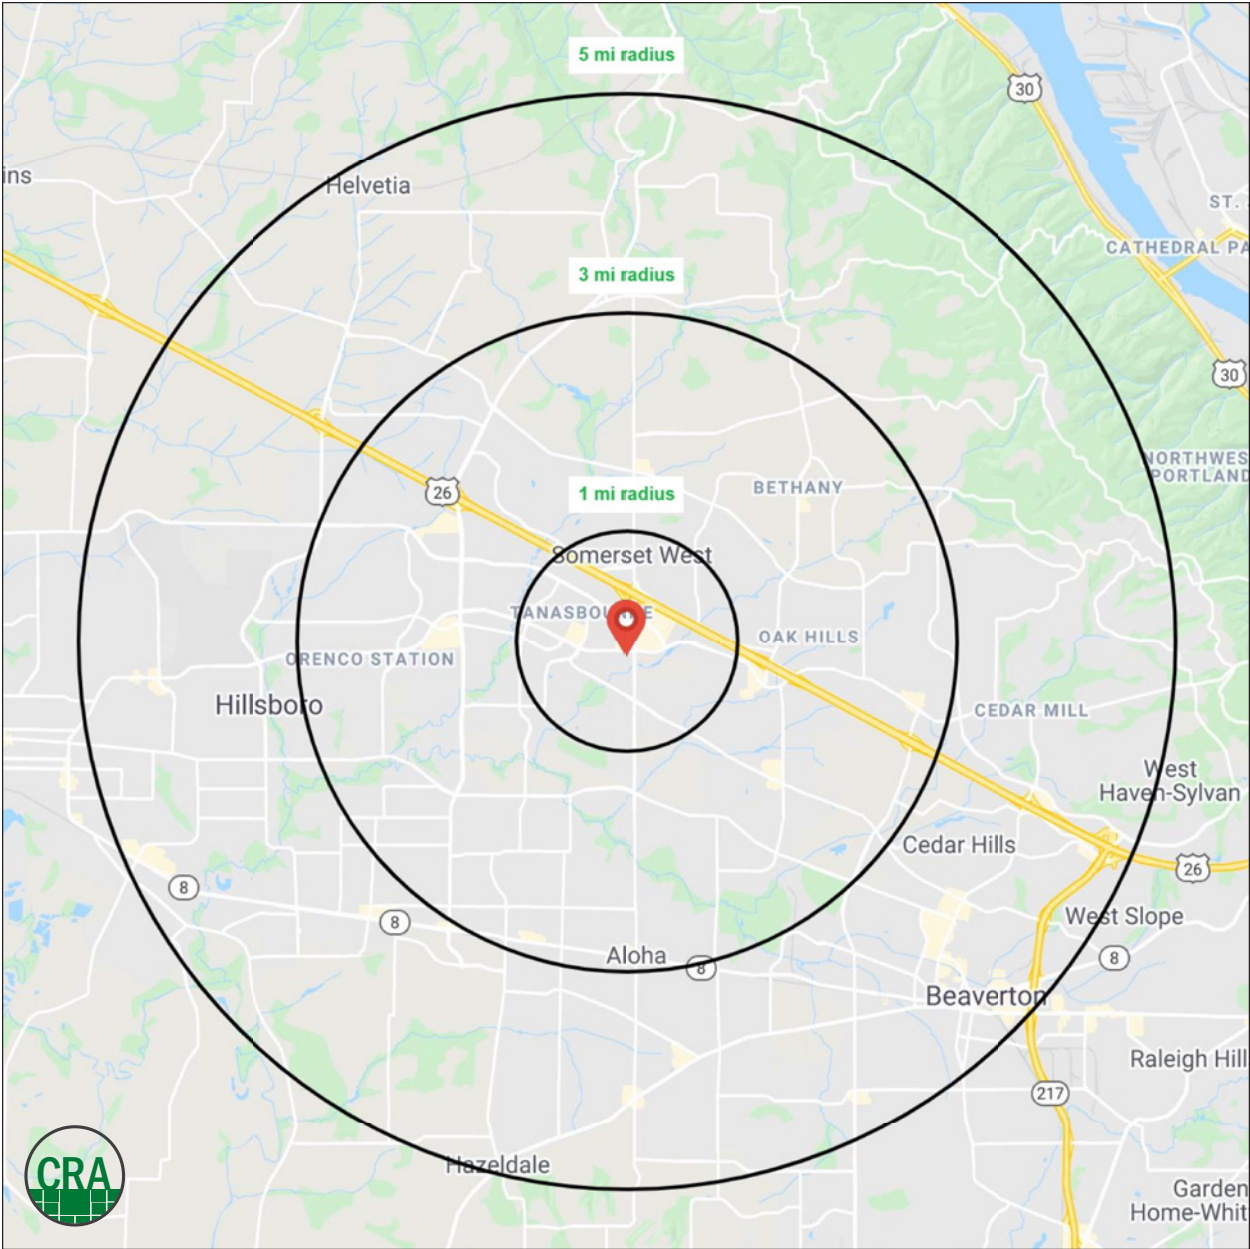 5 mi radius
30
ins
Helvetia
ST.
CATHEDRAL PA
3 mi radius
30
NORTHWES
PORTLAND
26
1 mi radius
BETHANY
Somerset West
TANASBOURNE
OAK HILLS
ORENCO STATION
Hillsboro
CEDAR MILL
West
Haven-Sylvan
Cedar Hills
26
8
8
West Slope
Aloha
8
8
Beaverton
Raleigh Hill
217
Hazeldale
CRA
Garden
Home-Whit